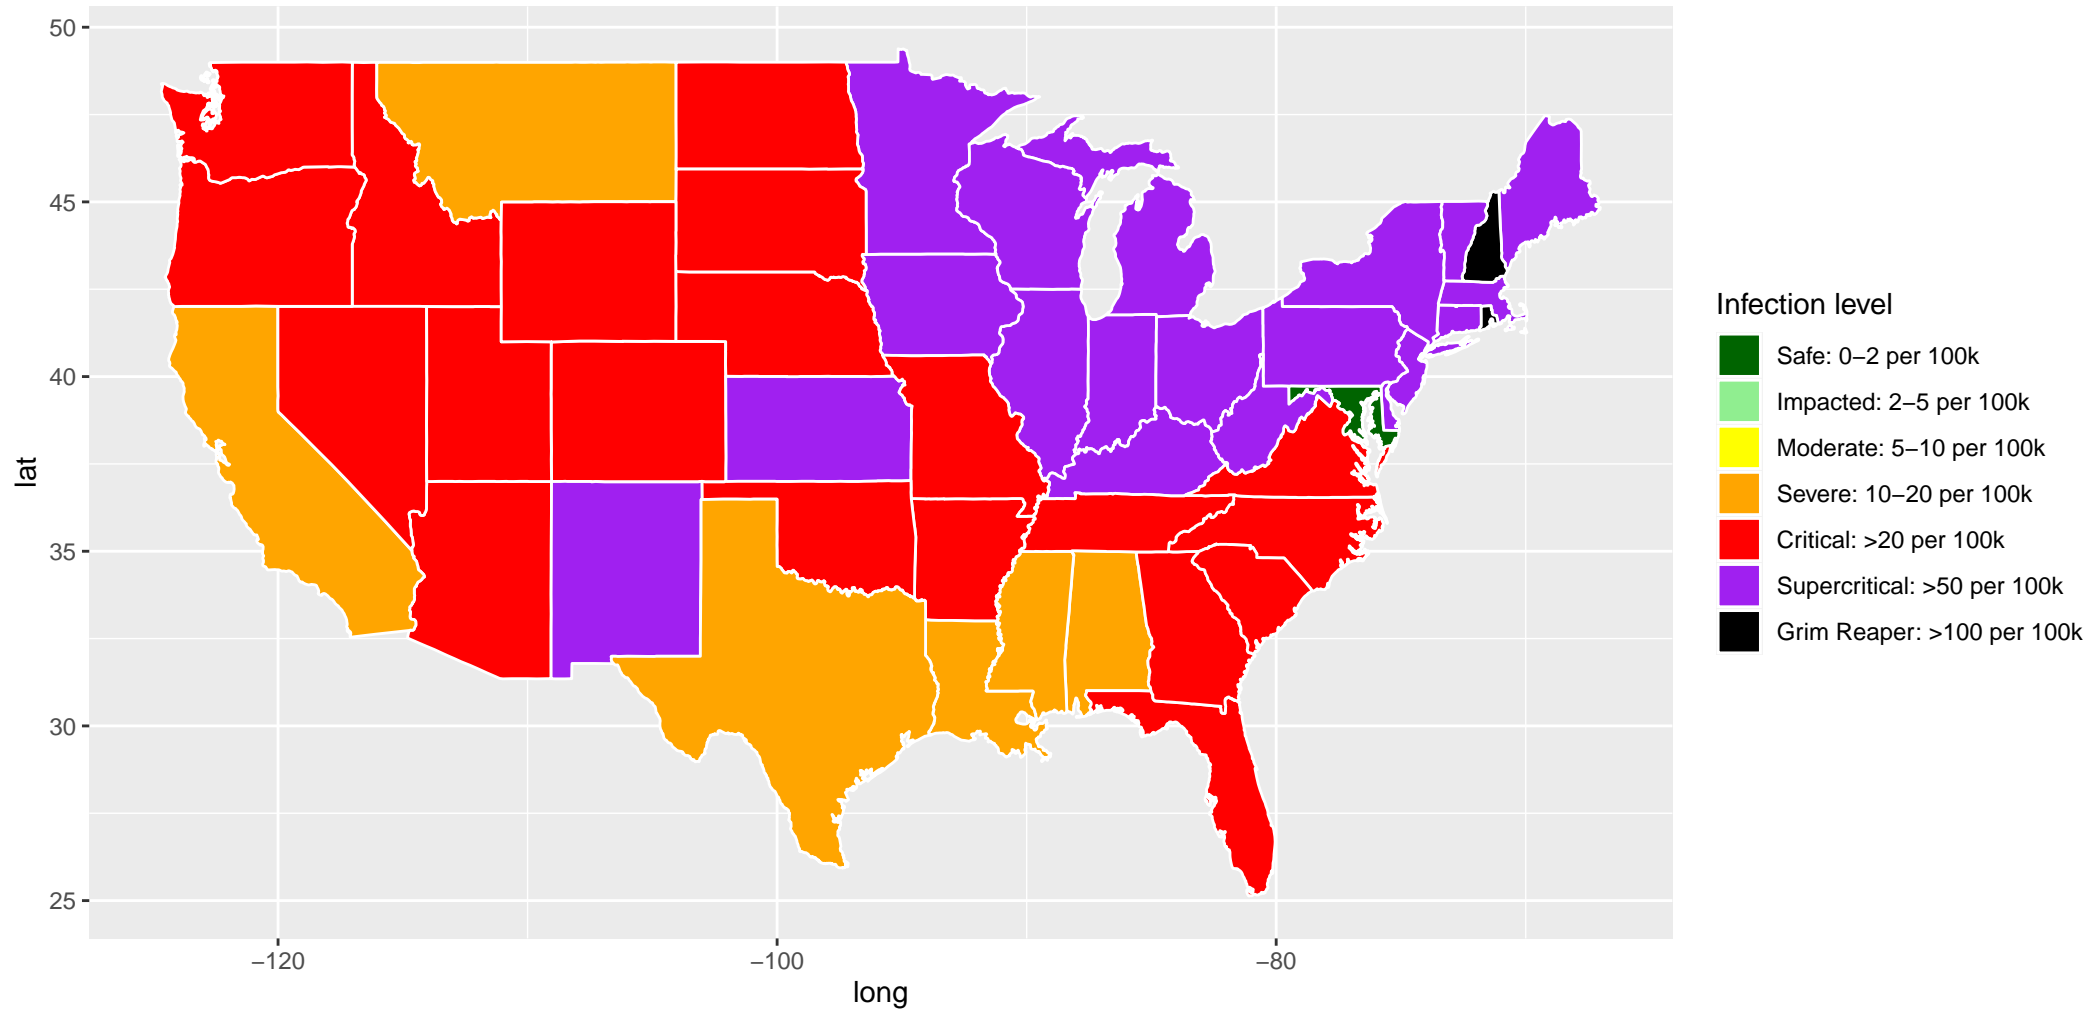 50
45
40
35
30
25
lat
−120
−100
−80
long
Infection level
Safe: 0−2 per 100k
Impacted: 2−5 per 100k
Moderate: 5−10 per 100k
Severe: 10−20 per 100k
Critical: >20 per 100k
Supercritical: >50 per 100k
Grim Reaper: >100 per 100k